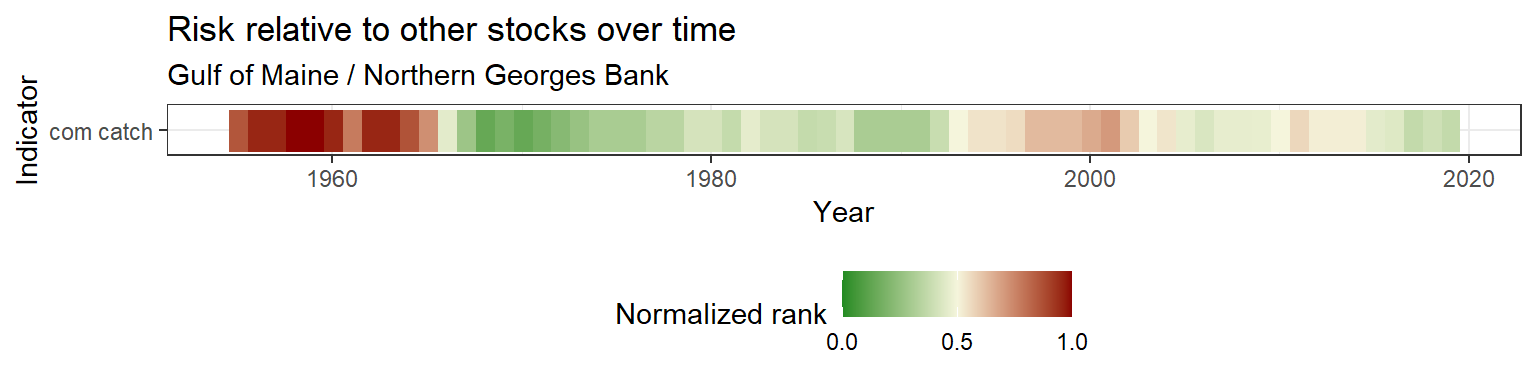 Risk relative to other stocks over time
Gulf of Maine / Northern Georges Bank
Indicator
com catch
1960 1980 2000 2020
Year
Normalized rank
0.0 0.5 1.0